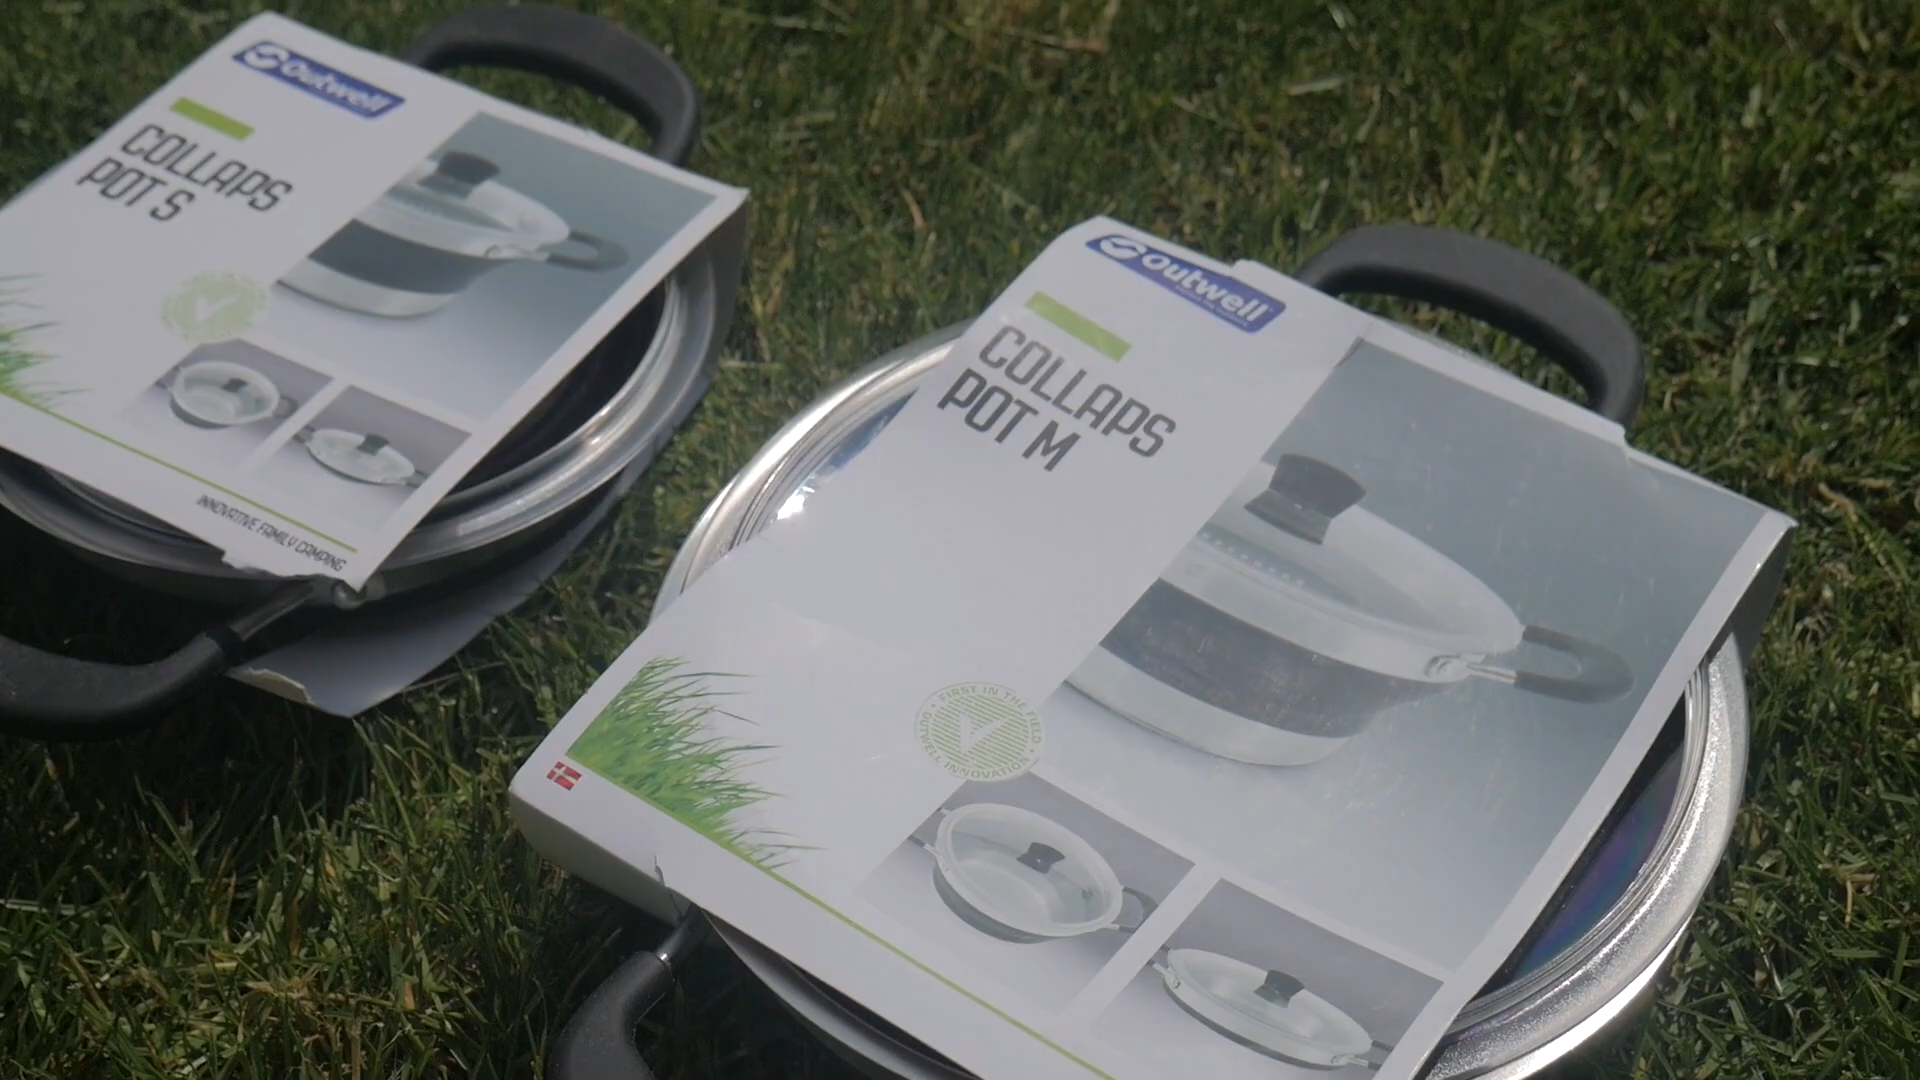 Outwell
COLLAPS
POT S
INNOVATIVE FAMILY CAMPING
Outwell
COLLAPS
POT M
FIRST IN THE FIELD
OUTWELL INNOVATION